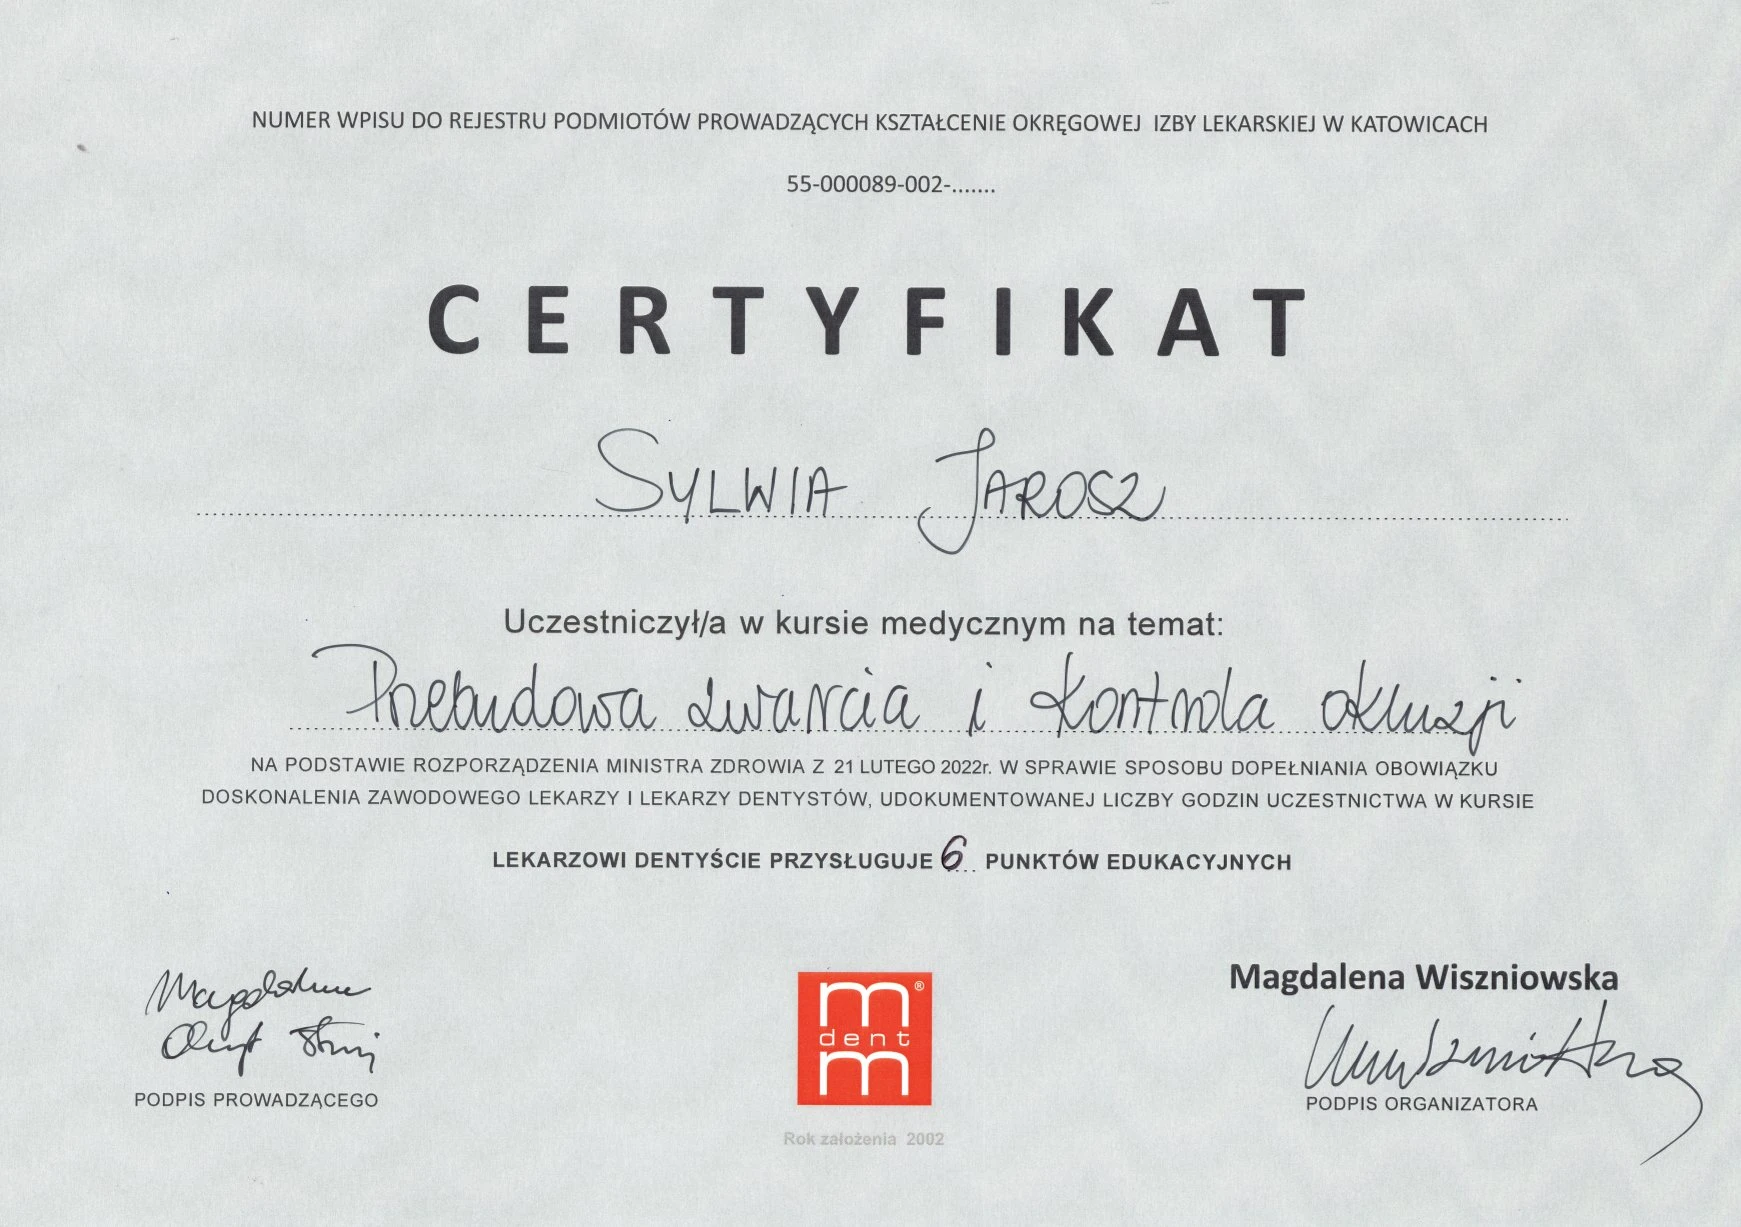 NUMER WPISU DO REJESTRU PODMIOTÓW PROWADZĄCYCH KSZTAŁCENIE OKRĘGOWEJ IZBY LEKARSKIEJ W KATOWICACH
55-000089-002-.......
CERTYFIKAT
SYLWIA JAROSZ
Uczestniczył/a w kursie medycznym na temat:
Przebudowa zwarcia i kontrola okluzji
NA PODSTAWIE ROZPORZĄDZENIA MINISTRA ZDROWIA Z 21 LUTEGO 2022r. W SPRAWIE SPOSOBU DOPEŁNIANIA OBOWIĄZKU
DOSKONALENIA ZAWODOWEGO LEKARZY I LEKARZY DENTYSTÓW, UDOKUMENTOWANEJ LICZBY GODZIN UCZESTNICTWA W KURSIE
LEKARZOWI DENTYŚCIE PRZYSŁUGUJE 6 PUNKTÓW EDUKACYJNYCH
Magdalena
PODPIS PROWADZĄCEGO
m®
dent
m
Rok założenia 2002
Magdalena Wiszniowska
PODPIS ORGANIZATORA